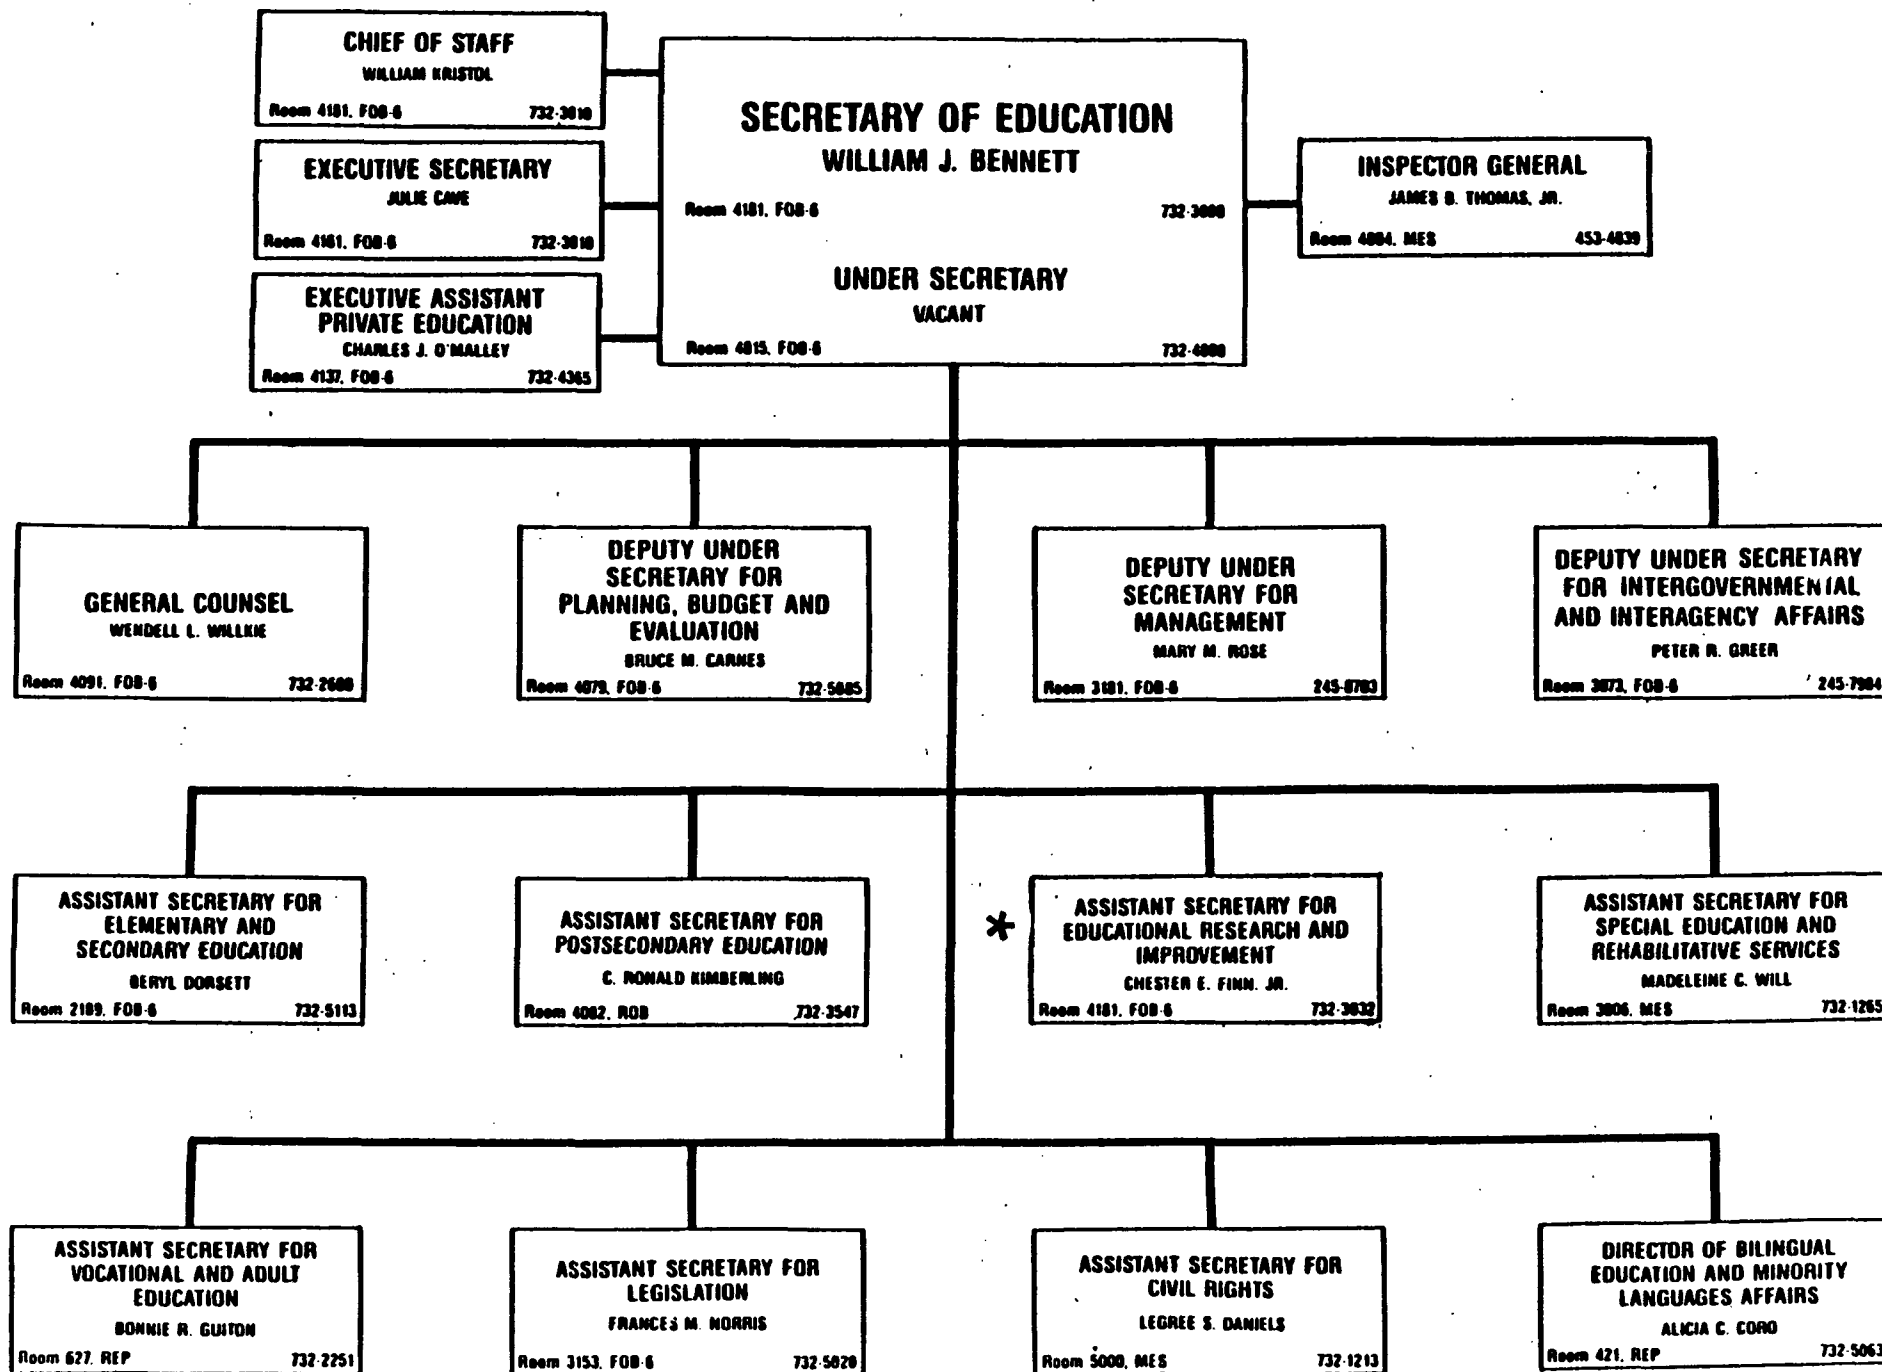 CHIEF OF STAFF
WILLIAM KRISTOL
Room 4181, FOB-6 732-3010
SECRETARY OF EDUCATION
WILLIAM J. BENNETT
Room 4181, FOB-6 732-3000
UNDER SECRETARY
VACANT
Room 4015, FOB-6 732-4000
EXECUTIVE SECRETARY
JULIE CAVE
Room 4181, FOB-6 732-3010
EXECUTIVE ASSISTANT
PRIVATE EDUCATION
CHARLES J. O'MALLEY
Room 4137, FOB-6 732-4365
INSPECTOR GENERAL
JAMES B. THOMAS, JR.
Room 4004, MES 453-4039
GENERAL COUNSEL
WENDELL L. WILLKIE
Room 4091, FOB-6 732-2600
DEPUTY UNDER
SECRETARY FOR
PLANNING, BUDGET AND
EVALUATION
BRUCE M. CARNES
Room 4079, FOB-6
DEPUTY UNDER
SECRETARY FOR
MANAGEMENT
MARY M. ROSE
Room 3181, FOB-6
DEPUTY UNDER SECRETARY
FOR INTERGOVERNMENTAL
AND INTERAGENCY AFFAIRS
PETER R. GREER
Room 3073, FOB-6
ASSISTANT SECRETARY FOR
ELEMENTARY AND
SECONDARY EDUCATION
BERYL DORSETT
Room 2189, FOB-6 732-5113
ASSISTANT SECRETARY FOR
POSTSECONDARY EDUCATION
C. RONALD KIMBERLING
Room 4082, ROB 732-3547
*
ASSISTANT SECRETARY FOR
EDUCATIONAL RESEARCH AND
IMPROVEMENT
CHESTER E. FINN, JR.
Room 4181, FOB-6 732-3032
ASSISTANT SECRETARY FOR
SPECIAL EDUCATION AND
REHABILITATIVE SERVICES
MADELEINE C. WILL
Room 3006, MES 732-1265
ASSISTANT SECRETARY FOR
VOCATIONAL AND ADULT
EDUCATION
BONNIE R. GUITON
Room 627, REP 732-2251
ASSISTANT SECRETARY FOR
LEGISLATION
FRANCES M. NORRIS
Room 3153, FOB-6 732-5020
ASSISTANT SECRETARY FOR
CIVIL RIGHTS
LEGREE S. DANIELS
Room 5000, MES 732-1213
DIRECTOR OF BILINGUAL
EDUCATION AND MINORITY
LANGUAGES AFFAIRS
ALICIA C. CORO
Room 421, REP 732-5063